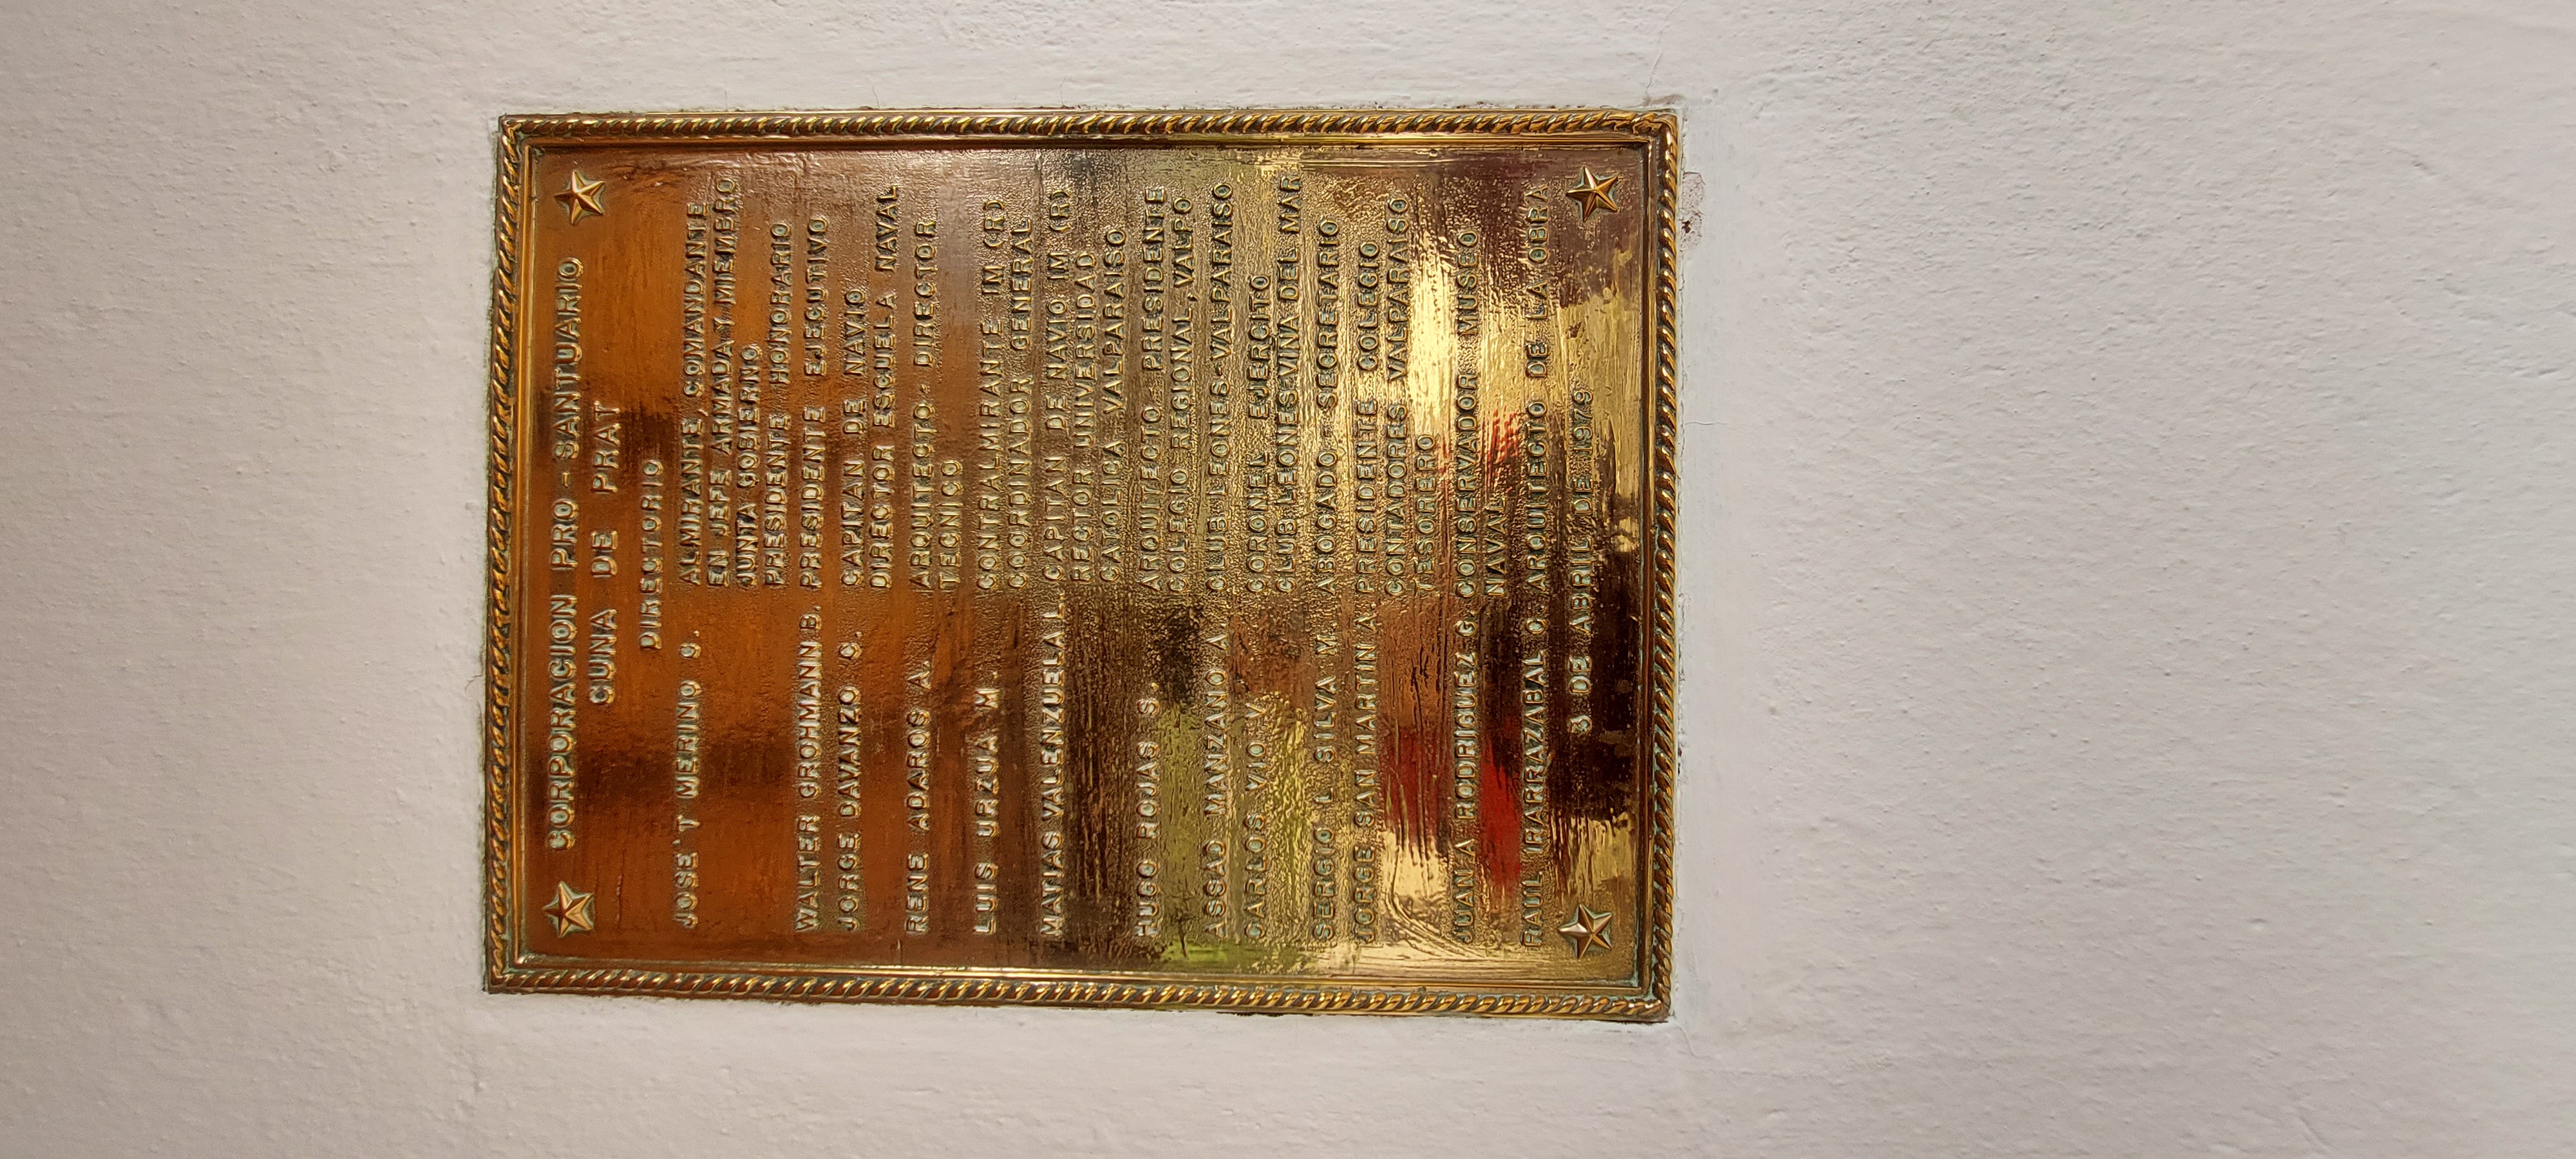 CORPORACION PRO - SANTUARIO
CUNA DE PRAT
DIRECTORIO
JOSE'T MERINO C. ALMIRANTE, COMANDANTE
EN JEFE ARMADA Y MIEMBRO
JUNTA GOBIERNO
PRESIDENTE HONORARIO
WALTER GROHMANN B. PRESIDENTE EJECUTIVO
JORGE DAVANZO C. CAPITAN DE NAVIO
DIRECTOR ESCUELA NAVAL
RENE ADAROS A. ARQUITECTO - DIRECTOR
TECNICO
LUIS URZUA M. CONTRALMIRANTE IM (R)
COORDINADOR GENERAL
MATIAS VALENZUELA L. CAPITAN DE NAVIO IM (R)
RECTOR UNIVERSIDAD
CATOLICA VALPARAISO
HUGO ROJAS S. ARQUITECTO - PRESIDENTE
COLEGIO REGIONAL, VALPO
ASSAD MANZANO A. CLUB LEONES-VALPARAISO
CARLOS VIO V. CORONEL EJERCITO
CLUB LEONES-VIÑA DEL MAR
SERGIO L SILVA M. ABOGADO - SECRETARIO
JORGE SAN MARTIN A. PRESIDENTE COLEGIO
CONTADORES VALPARAISO
TESORERO
JUAN A RODRIGUEZ G. CONSERVADOR MUSEO
NAVAL
RAUL IRARRAZABAL C. ARQUITECTO DE LA OBRA
3 DE ABRIL DE 1979